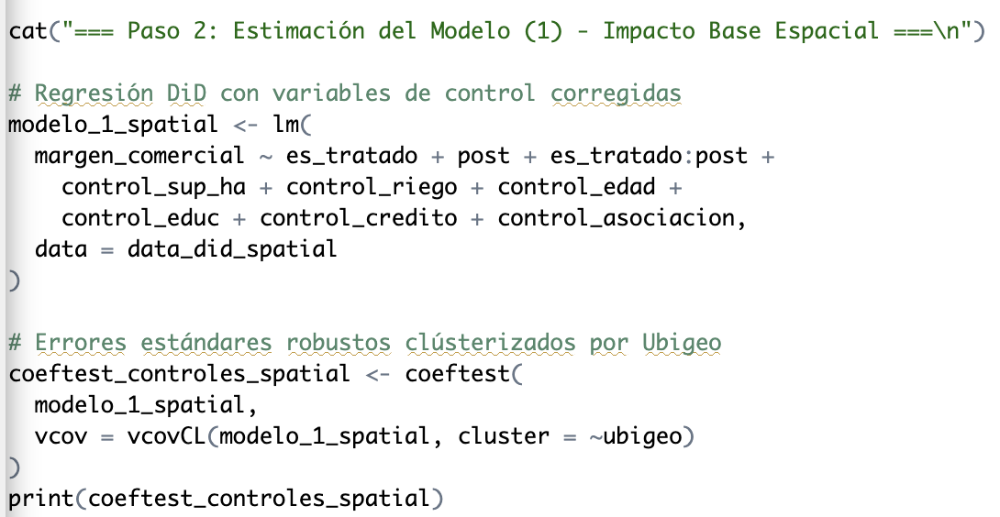 cat("=== Paso 2: Estimación del Modelo (1) - Impacto Base Espacial ===\n")
# Regresión DiD con variables de control corregidas
modelo_1_spatial <- lm(
margen_comercial ~ es_tratado + post + es_tratado:post +
control_sup_ha + control_riego + control_edad +
control_educ + control_credito + control_asociacion,
data = data_did_spatial
)
# Errores estándares robustos clústerizados por Ubigeo
coeftest_controles_spatial <- coeftest(
modelo_1_spatial,
vcov = vcovCL(modelo_1_spatial, cluster = ~ubigeo)
)
print(coeftest_controles_spatial)